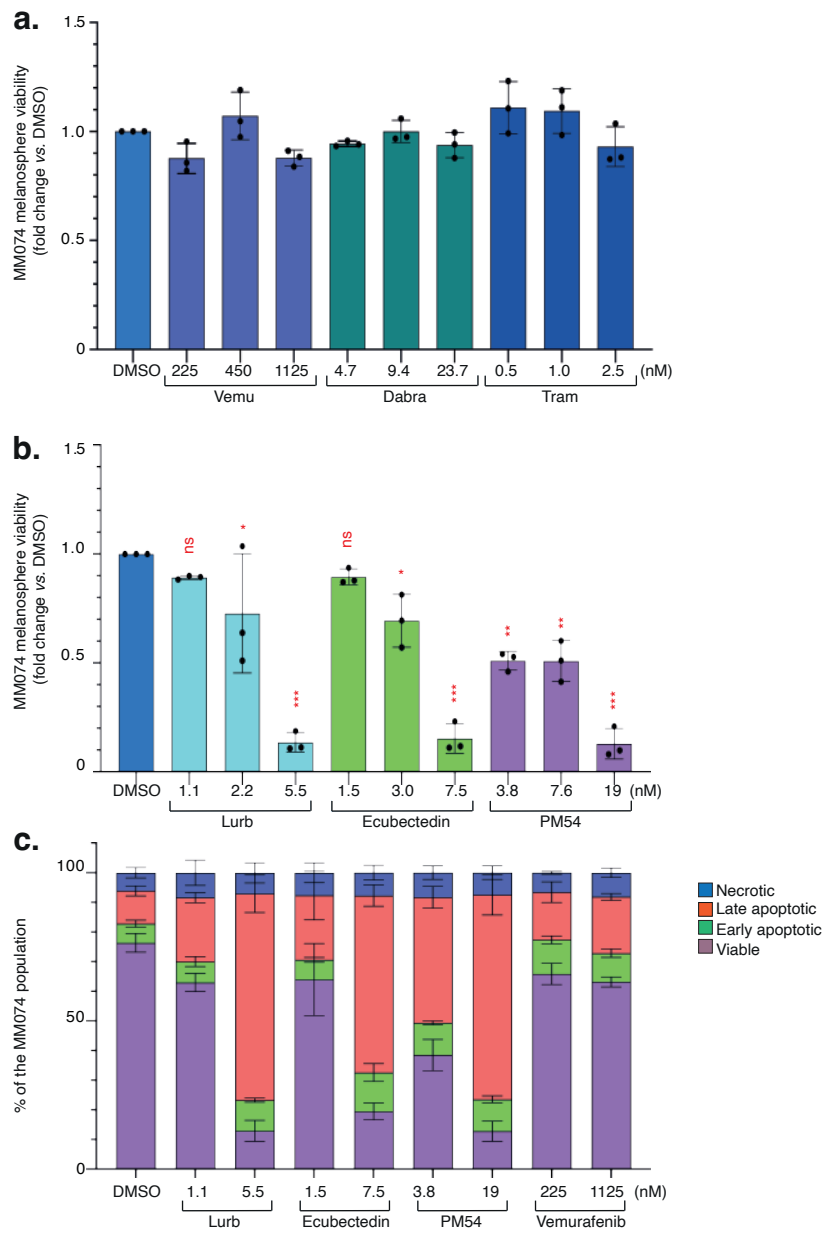 a.
MM074 melanosphere viability
(fold change vs. DMSO)
1.5
1.0
0.5
0
DMSO 225 450 1125 4.7 9.4 23.7 0.5 1.0 2.5 (nM)
Vemu Dabra Tram
b.
MM074 melanosphere viability
(fold change vs. DMSO)
1.5
1.0
0.5
0
ns * *** ns * *** ** ** ***
DMSO 1.1 2.2 5.5 1.5 3.0 7.5 3.8 7.6 19 (nM)
Lurb Ecubectedin PM54
c.
% of the MM074 population
100
50
0
Necrotic
Late apoptotic
Early apoptotic
Viable
DMSO 1.1 5.5 1.5 7.5 3.8 19 225 1125 (nM)
Lurb Ecubectedin PM54 Vemurafenib